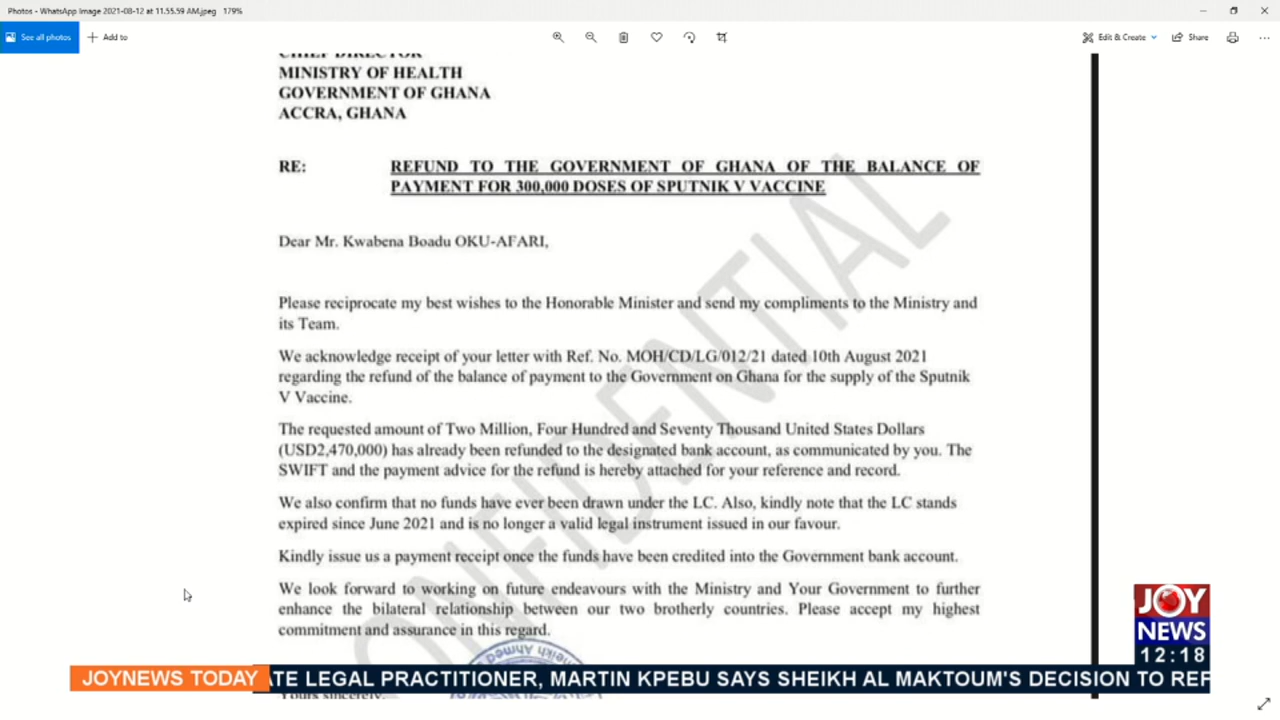 Photos - WhatsApp Image 2021-08-12 at 11.55.59 AM.jpeg 179%
See all photos
Add to
Edit & Create
Share
CHIEF DIRECTOR
MINISTRY OF HEALTH
GOVERNMENT OF GHANA
ACCRA, GHANA
RE: REFUND TO THE GOVERNMENT OF GHANA OF THE BALANCE OF
PAYMENT FOR 300,000 DOSES OF SPUTNIK V VACCINE
Dear Mr. Kwabena Boadu OKU-AFARI,
Please reciprocate my best wishes to the Honorable Minister and send my compliments to the Ministry and
its Team.
We acknowledge receipt of your letter with Ref. No. MOH/CD/LG/012/21 dated 10th August 2021
regarding the refund of the balance of payment to the Government on Ghana for the supply of the Sputnik
V Vaccine.
The requested amount of Two Million, Four Hundred and Seventy Thousand United States Dollars
(USD2,470,000) has already been refunded to the designated bank account, as communicated by you. The
SWIFT and the payment advice for the refund is hereby attached for your reference and record.
We also confirm that no funds have ever been drawn under the LC. Also, kindly note that the LC stands
expired since June 2021 and is no longer a valid legal instrument issued in our favour.
Kindly issue us a payment receipt once the funds have been credited into the Government bank account.
We look forward to working on future endeavours with the Ministry and Your Government to further
enhance the bilateral relationship between our two brotherly countries. Please accept my highest
commitment and assurance in this regard.
Yours sincerely,
ONFIDENTIAL
JOY
NEWS
12:18
JOYNEWS TODAY
ATE LEGAL PRACTITIONER, MARTIN KPEBU SAYS SHEIKH AL MAKTOUM'S DECISION TO REF